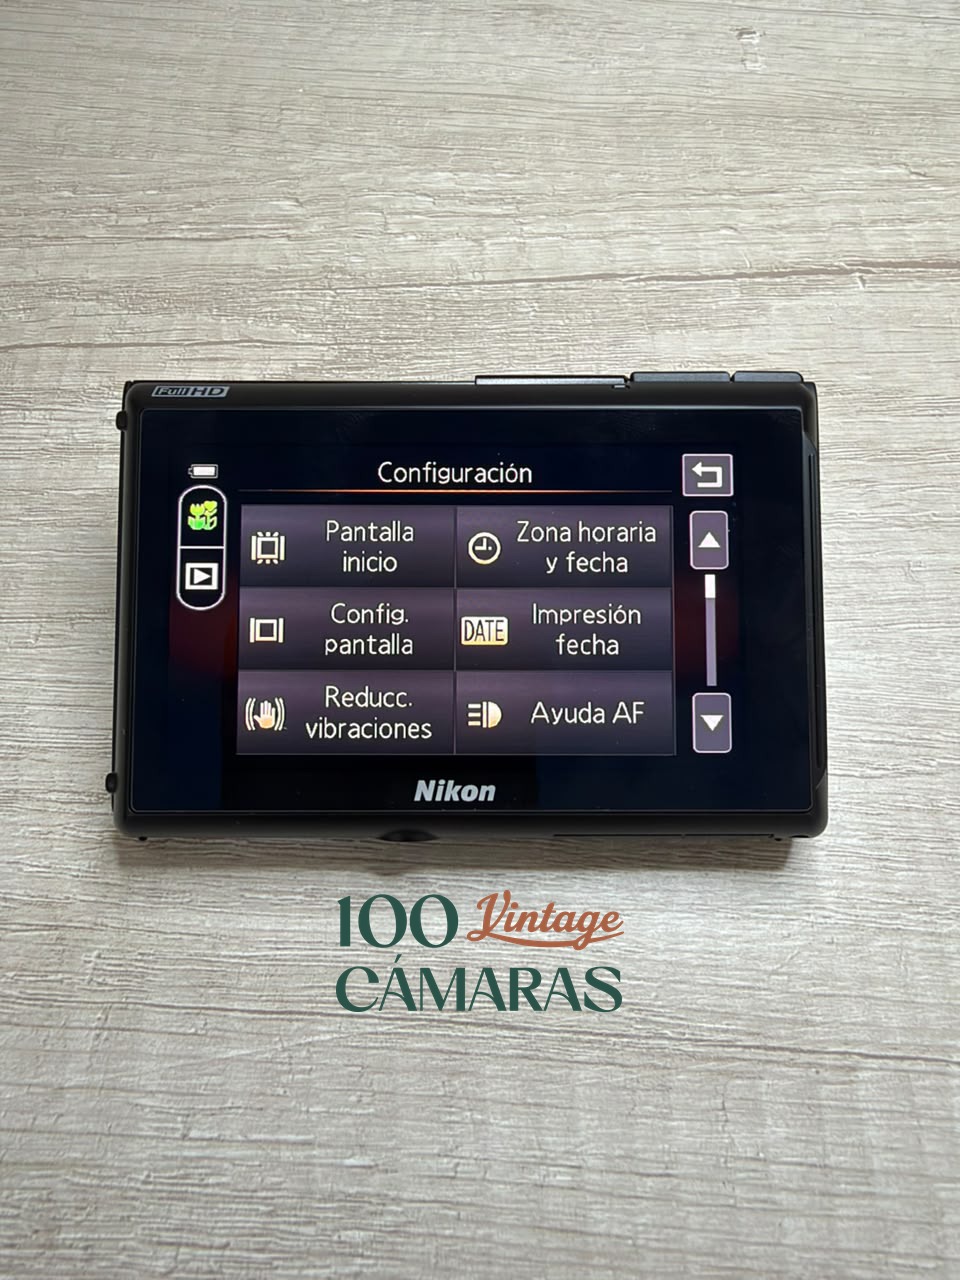 Full HD
Configuración
Pantalla
inicio
Zona horaria
y fecha
Config.
pantalla
DATE
Impresión
fecha
Reducc.
vibraciones
Ayuda AF
Nikon
100 Vintage
CÁMARAS